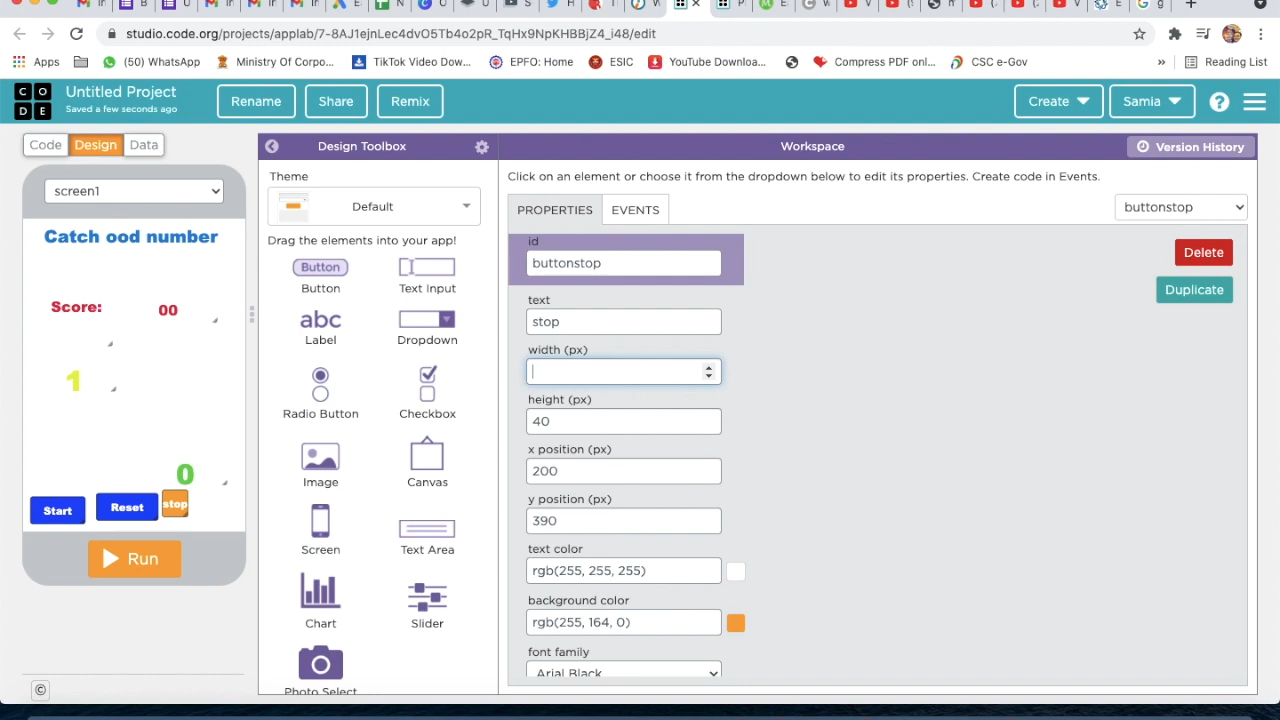 studio.code.org/projects/applab/7-8AJ1ejnLec4dvO5Tb4o2pR_TqHx9NpKHBBjZ4_i48/edit
Apps
(50) WhatsApp
Ministry Of Corpo...
TikTok Video Dow...
EPFO: Home
ESIC
YouTube Downloa...
Compress PDF onl...
CSC e-Gov
»
Reading List
C O
D E
Untitled Project
Saved a few seconds ago
Rename
Share
Remix
Create
Samia
?
Code
Design
Data
Design Toolbox
Workspace
Version History
screen1
Catch ood number
Score:
00
1
0
Start
Reset
stop
Run
©
Theme
Default
Drag the elements into your app!
Button
Button
Text Input
abc
Label
Dropdown
Radio Button
Checkbox
Image
Canvas
Screen
Text Area
Chart
Slider
Photo Select
Click on an element or choose it from the dropdown below to edit its properties. Create code in Events.
PROPERTIES
EVENTS
buttonstop
Delete
Duplicate
id
buttonstop
text
stop
width (px)
height (px)
40
x position (px)
200
y position (px)
390
text color
rgb(255, 255, 255)
background color
rgb(255, 164, 0)
font family
Arial Black